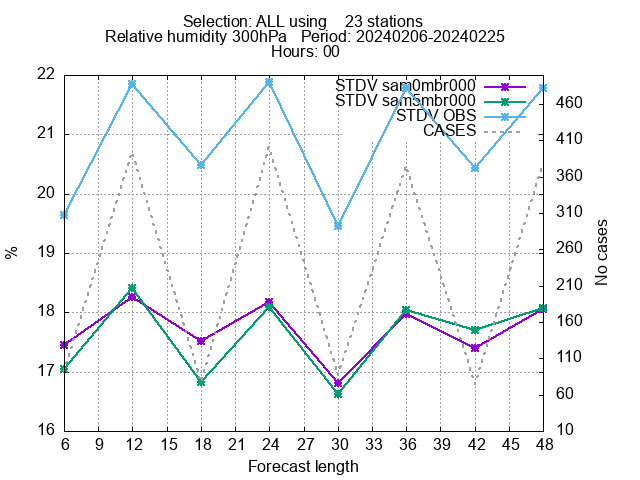 Selection: ALL using    23 stations
Relative humidity 300hPa   Period: 20240206-20240225
Hours: 00
STDV sam0mbr000
STDV samsmbr000
STDV OBS
CASES
22
21
20
19
18
17
16
%
460
410
360
310
260
210
160
110
60
10
No cases
6 9 12 15 18 21 24 27 30 33 36 39 42 45 48
Forecast length